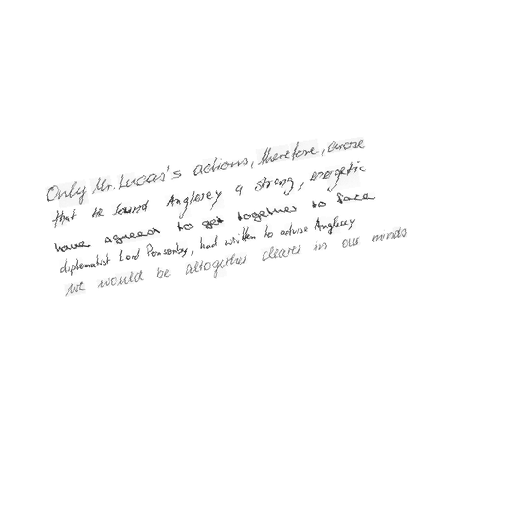 Only Mr. Lucas's actions, therefore, arose
that he found Anglesey a strong, energetic
have agreed to get together to face
diplomatist Lord Ponsonby, had written to advise Anglesey
we would be altogether clearer in our minds